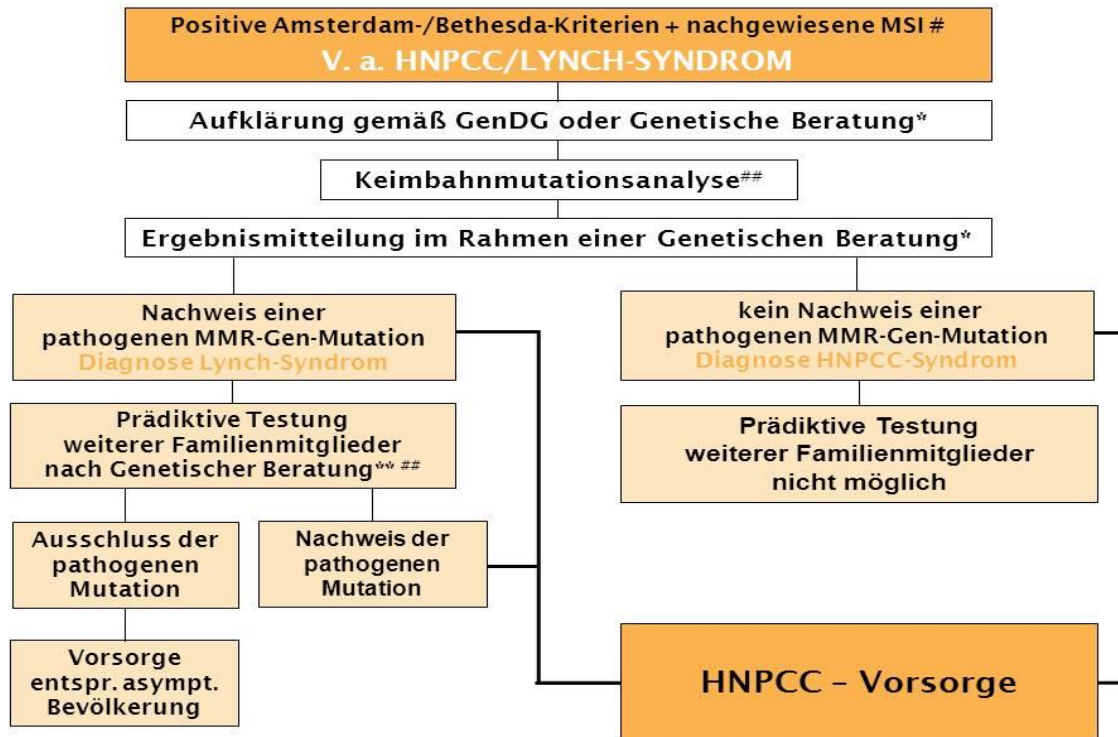 Positive Amsterdam-/Bethesda-Kriterien + nachgewiesene MSI #
V. a. HNPCC/LYNCH-SYNDROM
Aufklärung gemäß GenDG oder Genetische Beratung*
Keimbahnmutationsanalyse##
Ergebnismitteilung im Rahmen einer Genetischen Beratung*
Nachweis einer
pathogenen MMR-Gen-Mutation
Diagnose Lynch-Syndrom
kein Nachweis einer
pathogenen MMR-Gen-Mutation
Diagnose HNPCC-Syndrom
Prädiktive Testung
weiterer Familienmitglieder
nach Genetischer Beratung** ##
Prädiktive Testung
weiterer Familienmitglieder
nicht möglich
Ausschluss der
pathogenen
Mutation
Nachweis der
pathogenen
Mutation
Vorsorge
entspr. asympt.
Bevölkerung
HNPCC – Vorsorge